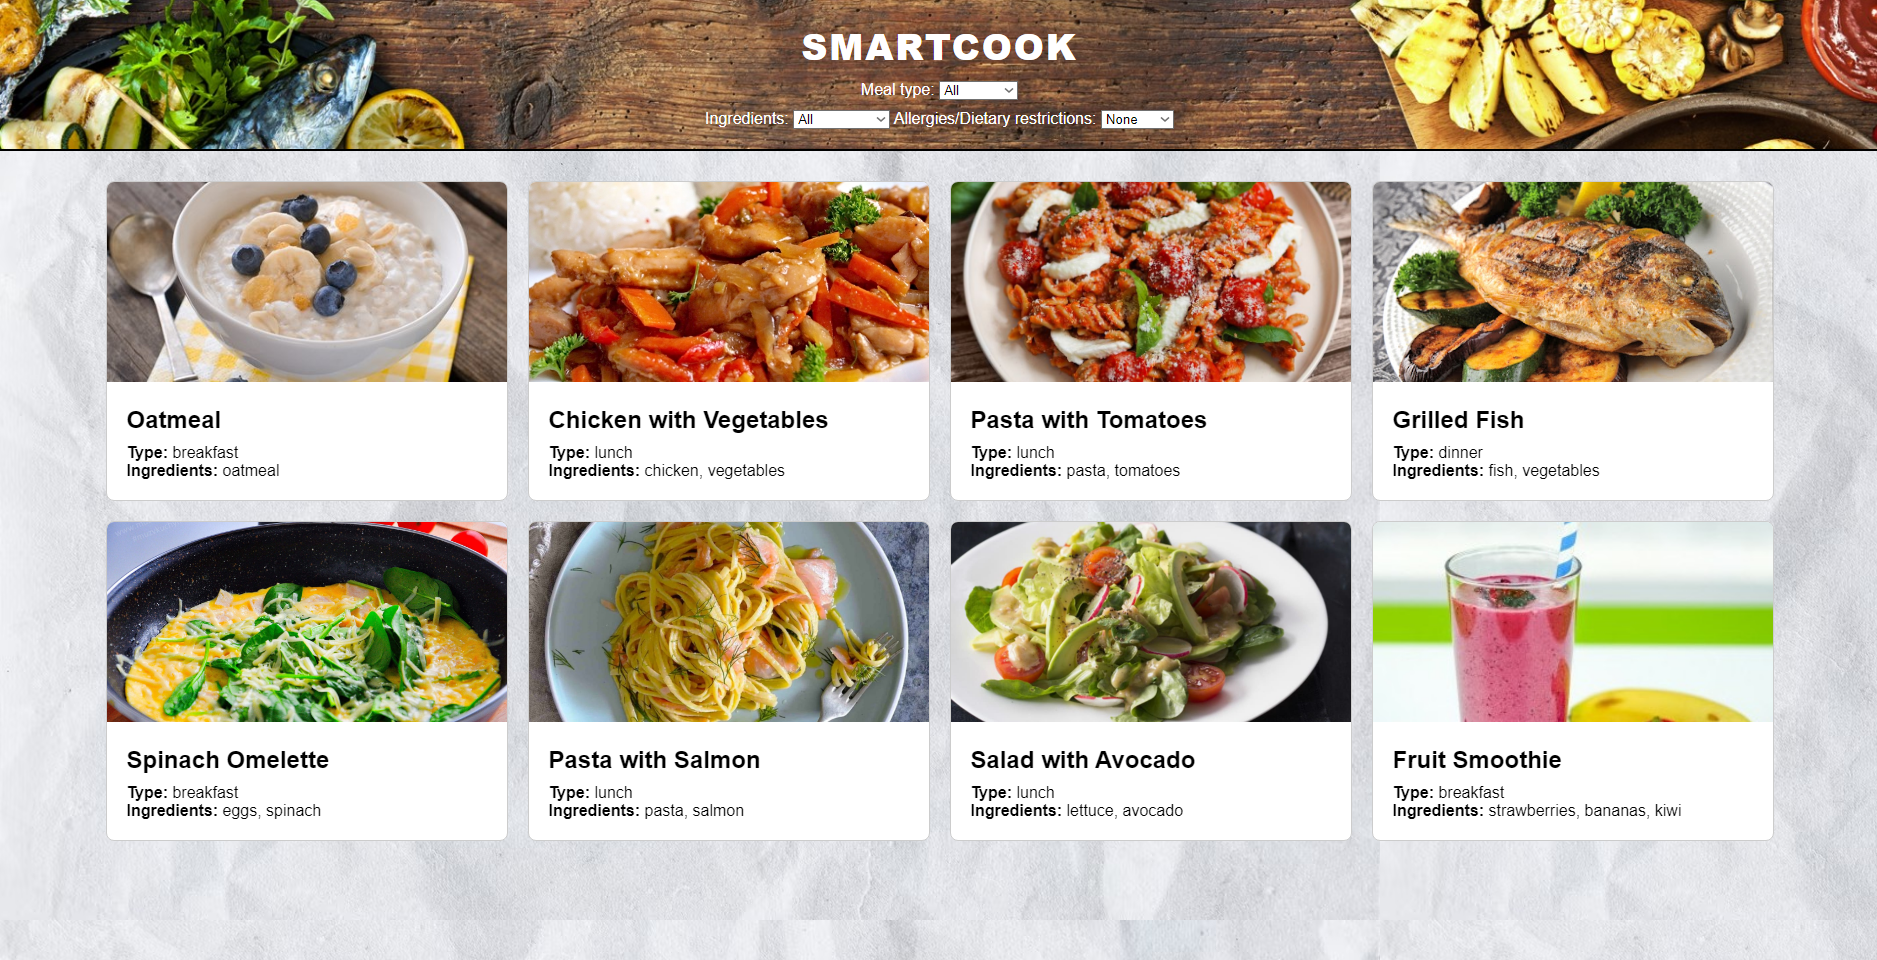 SMARTCOOK
Meal type: All
Ingredients: All Allergies/Dietary restrictions: None
Oatmeal
Type: breakfast
Ingredients: oatmeal
Chicken with Vegetables
Type: lunch
Ingredients: chicken, vegetables
Pasta with Tomatoes
Type: lunch
Ingredients: pasta, tomatoes
Grilled Fish
Type: dinner
Ingredients: fish, vegetables
Spinach Omelette
Type: breakfast
Ingredients: eggs, spinach
Pasta with Salmon
Type: lunch
Ingredients: pasta, salmon
Salad with Avocado
Type: lunch
Ingredients: lettuce, avocado
Fruit Smoothie
Type: breakfast
Ingredients: strawberries, bananas, kiwi